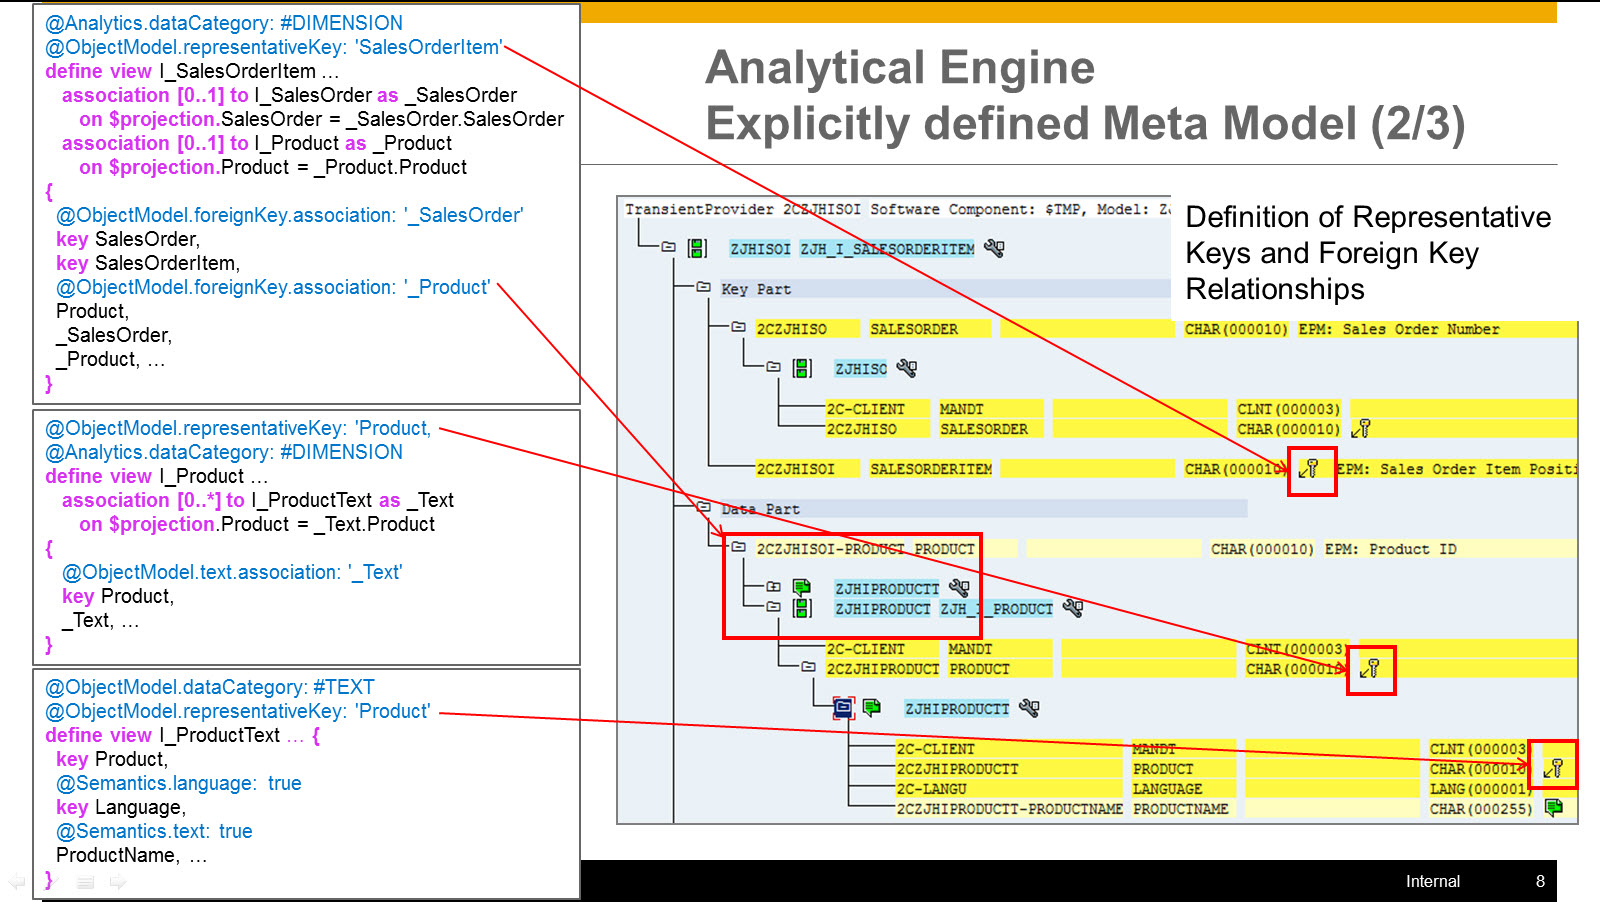 @Analytics.dataCategory: #DIMENSION
@ObjectModel.representativeKey: 'SalesOrderItem'
define view I_SalesOrderItem ...
association [0..1] to I_SalesOrder as _SalesOrder
on $projection.SalesOrder = _SalesOrder.SalesOrder
association [0..1] to I_Product as _Product
on $projection.Product = _Product.Product
{
@ObjectModel.foreignKey.association: '_SalesOrder'
key SalesOrder,
key SalesOrderItem,
@ObjectModel.foreignKey.association: '_Product'
Product,
_SalesOrder,
_Product, ...
}
@ObjectModel.representativeKey: 'Product,
@Analytics.dataCategory: #DIMENSION
define view I_Product ...
association [0..*] to I_ProductText as _Text
on $projection.Product = _Text.Product
{
@ObjectModel.text.association: '_Text'
key Product,
_Text, ...
}
@ObjectModel.dataCategory: #TEXT
@ObjectModel.representativeKey: 'Product'
define view I_ProductText ... {
key Product,
@Semantics.language: true
key Language,
@Semantics.text: true
ProductName, ...
}
Analytical Engine
Explicitly defined Meta Model (2/3)
Definition of Representative
Keys and Foreign Key
Relationships
TransientProvider 2CZJHISOI Software Component: $TMP, Model:
ZJHISOI ZJH_I_SALESORDERITEM
Key Part
2CZJHISO SALESORDER CHAR(000010) EPM: Sales Order Number
ZJHISO
2C-CLIENT MANDT CLNT(000003)
2CZJHISO SALESORDER CHAR(000010)
2CZJHISOI SALESORDERITEM CHAR(000010 EPM: Sales Order Item Positi
Data Part
2CZJHISOI-PRODUCT PRODUCT CHAR(000010) EPM: Product ID
ZJHIPRODUCTT
ZJHIPRODUCT ZJH_I_PRODUCT
2C-CLIENT MANDT CLNT(000003)
2CZJHIPRODUCT PRODUCT CHAR(000010)
ZJHIPRODUCTT
2C-CLIENT MANDT CLNT(000003
2CZJHIPRODUCTT PRODUCT CHAR(000010
2C-LANGU LANGUAGE LANG(000001)
2CZJHIPRODUCTT-PRODUCTNAME PRODUCTNAME CHAR(000255)
Internal 8